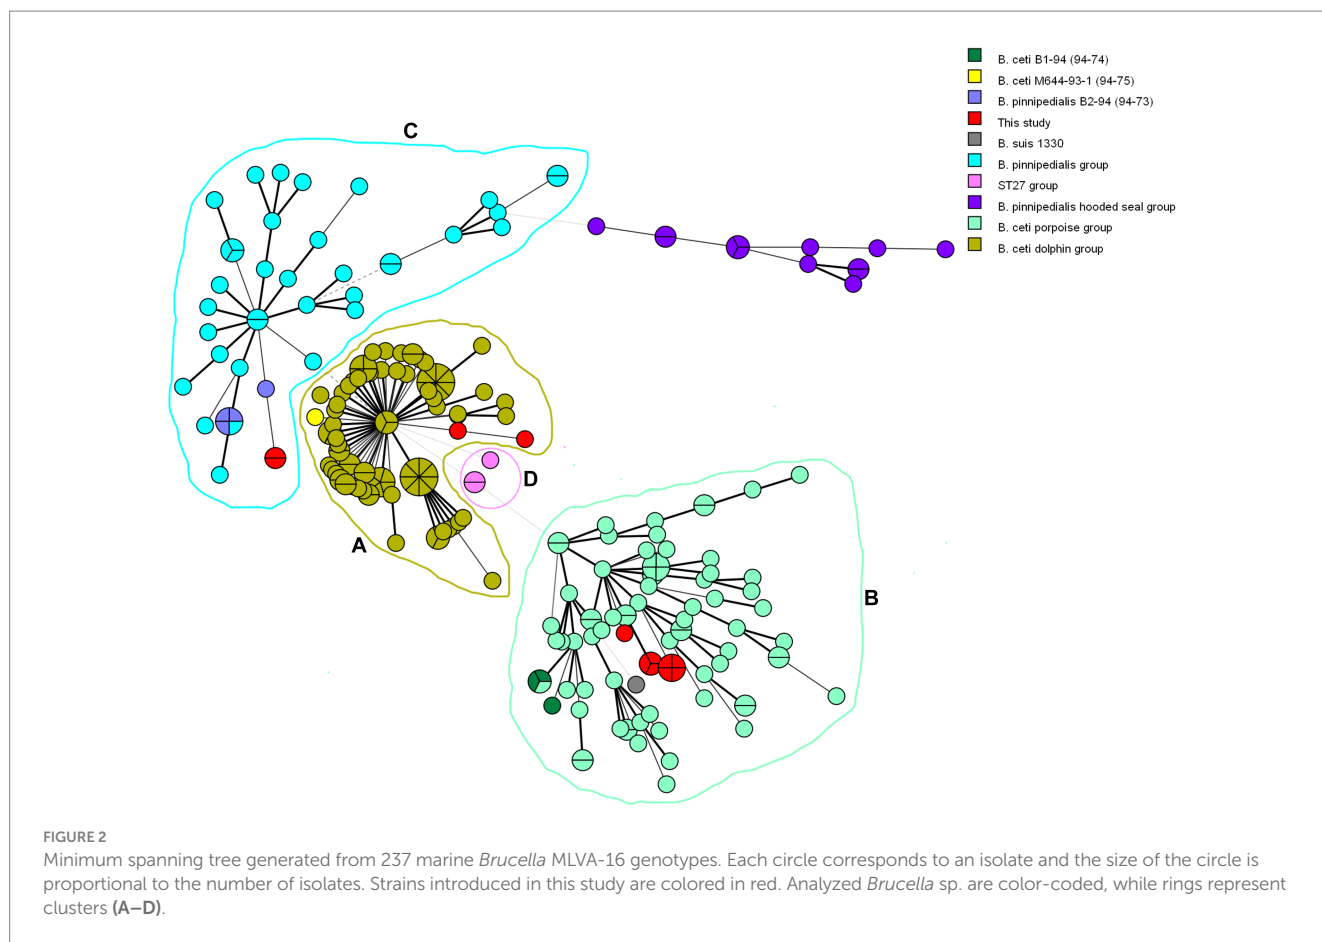 B. ceti B1-94 (94-74)
B. ceti M644-93-1 (94-75)
B. pinnipedialis B2-94 (94-73)
This study
B. suis 1330
B. pinnipedialis group
ST27 group
B. pinnipedialis hooded seal group
B. ceti porpoise group
B. ceti dolphin group
C
D
A
B
FIGURE 2
Minimum spanning tree generated from 237 marine Brucella MLVA-16 genotypes. Each circle corresponds to an isolate and the size of the circle is
proportional to the number of isolates. Strains introduced in this study are colored in red. Analyzed Brucella sp. are color-coded, while rings represent
clusters (A–D).